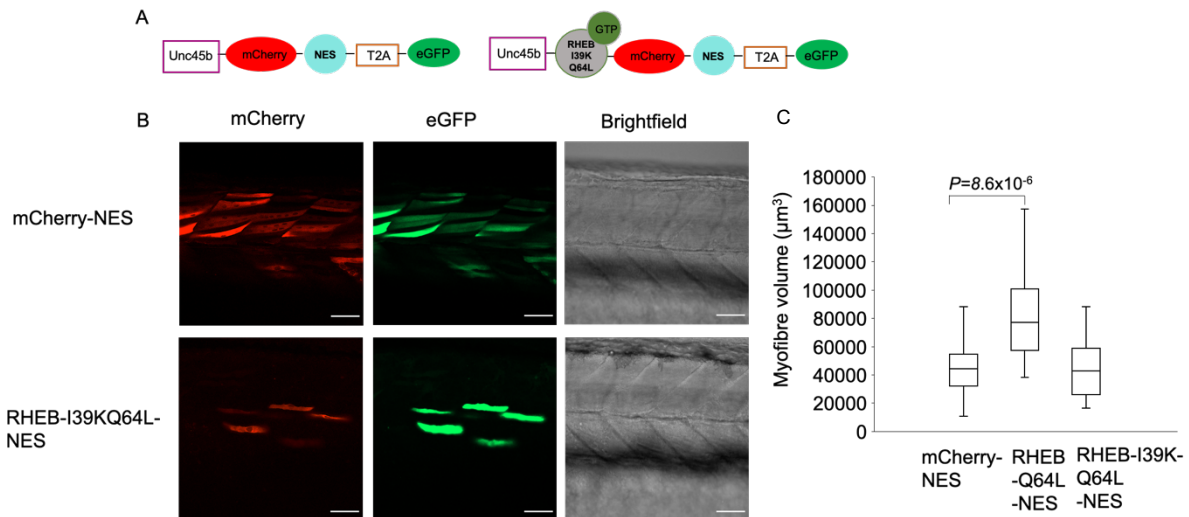 A
Unc45b mCherry NES T2A eGFP
GTP
Unc45b RHEB I39K Q64L mCherry NES T2A eGFP
B
mCherry eGFP Brightfield
mCherry-NES
RHEB-I39KQ64L-
NES
C
P=8.6x10-6
Myofibre volume (µm³)
180000
160000
140000
120000
100000
80000
60000
40000
20000
0
mCherry-
NES
RHEB
-Q64L
-NES
RHEB-I39K-
Q64L
-NES